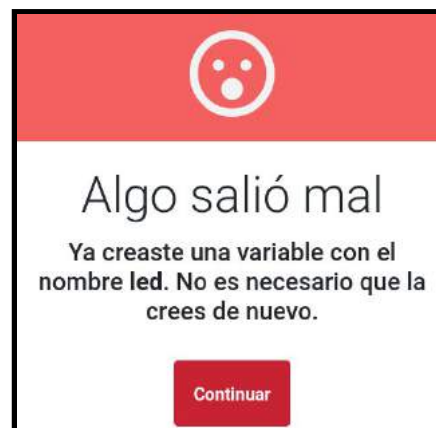 Algo salió mal
Ya creaste una variable con el
nombre led. No es necesario que la
crees de nuevo.
Continuar